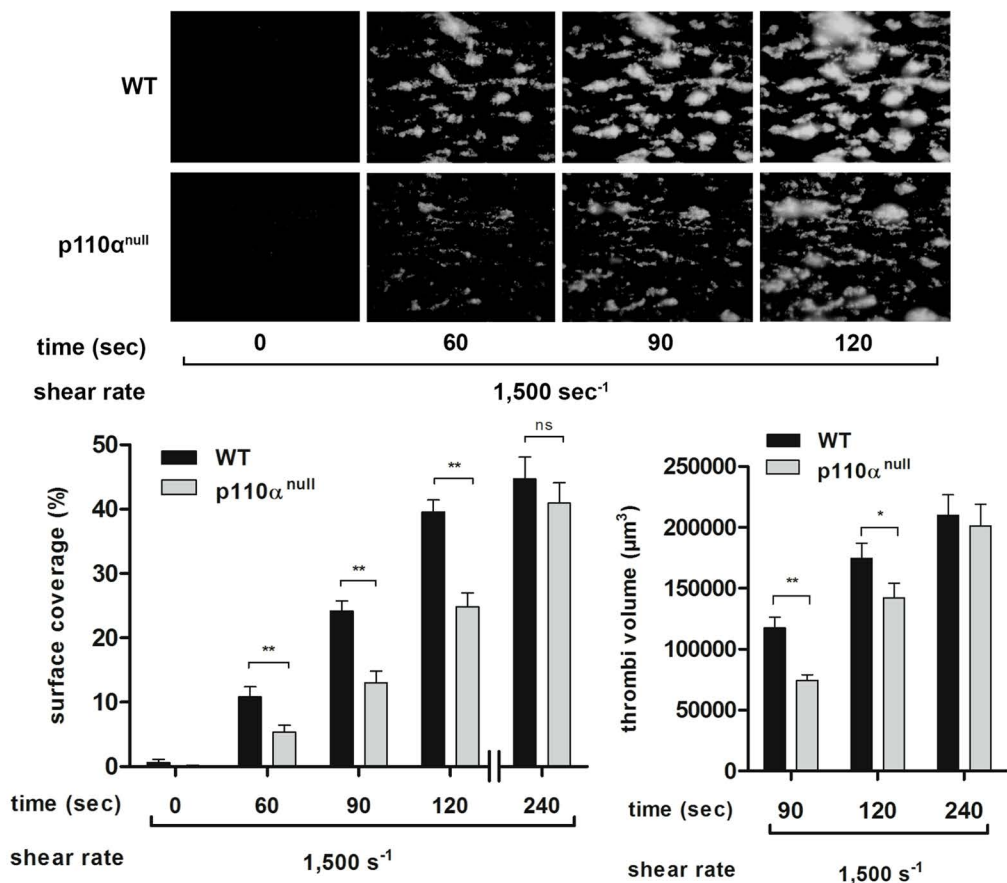 WT
p110α^null
time (sec) 0 60 90 120
shear rate 1,500 sec⁻¹
50
40
30
20
10
0
surface coverage (%)
WT
p110α null
**
**
**
ns
time (sec) 0 60 90 120 240
shear rate 1,500 s⁻¹
WT
p110α null
250000
200000
150000
100000
50000
0
thrombi volume (µm³)
**
*
time (sec) 90 120 240
shear rate 1,500 s⁻¹